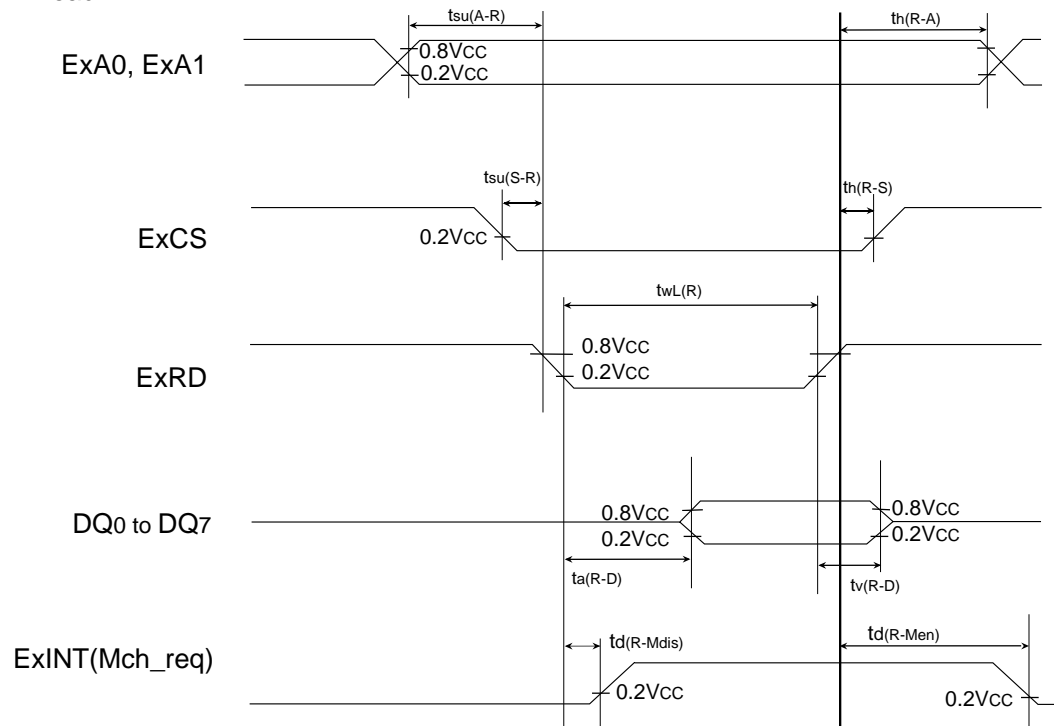 tsu(A-R)
th(R-A)
ExA0, ExA1
0.8VCC
0.2VCC
tsu(S-R)
th(R-S)
ExCS
0.2VCC
twL(R)
ExRD
0.8VCC
0.2VCC
DQ0 to DQ7
0.8VCC
0.2VCC
0.8VCC
0.2VCC
ta(R-D)
tv(R-D)
ExINT(Mch_req)
td(R-Mdis)
td(R-Men)
0.2VCC
0.2VCC